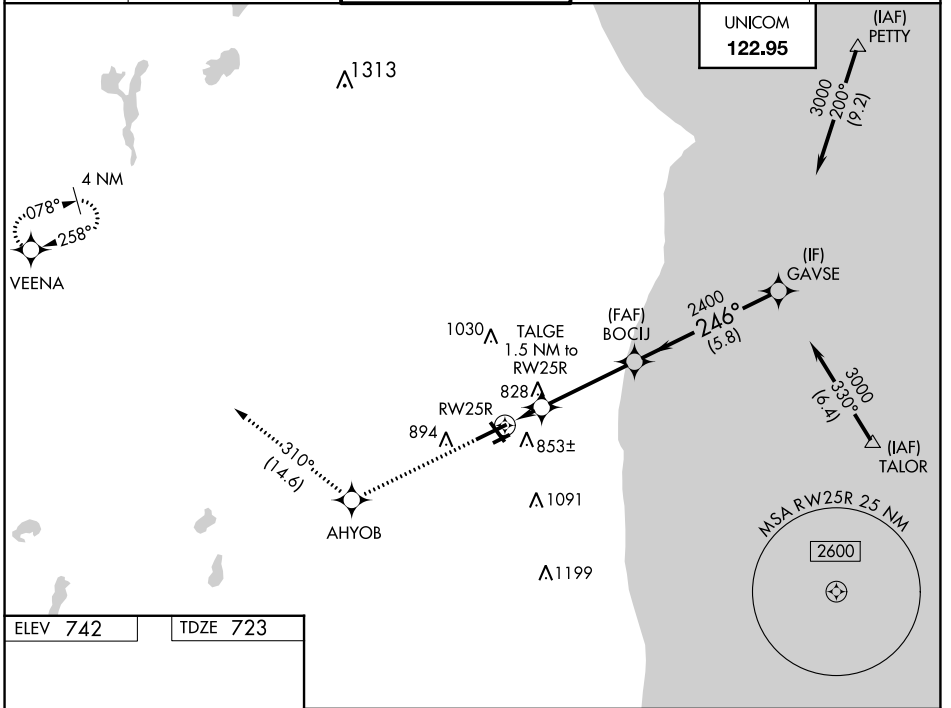 UNICOM
122.95
(IAF)
PETTY
3000
200°
(9.2)
1313
4 NM
078°
258°
VEENA
(IF)
GAVSE
2400
246°
(5.8)
(FAF)
BOCIJ
1030
TALGE
1.5 NM to
RW25R
828
RW25R
894
853±
3000
330°
(6.4)
(IAF)
TALOR
310°
(14.6)
AHYOB
1091
1199
MSA RW25R 25 NM
2600
ELEV 742
TDZE 723